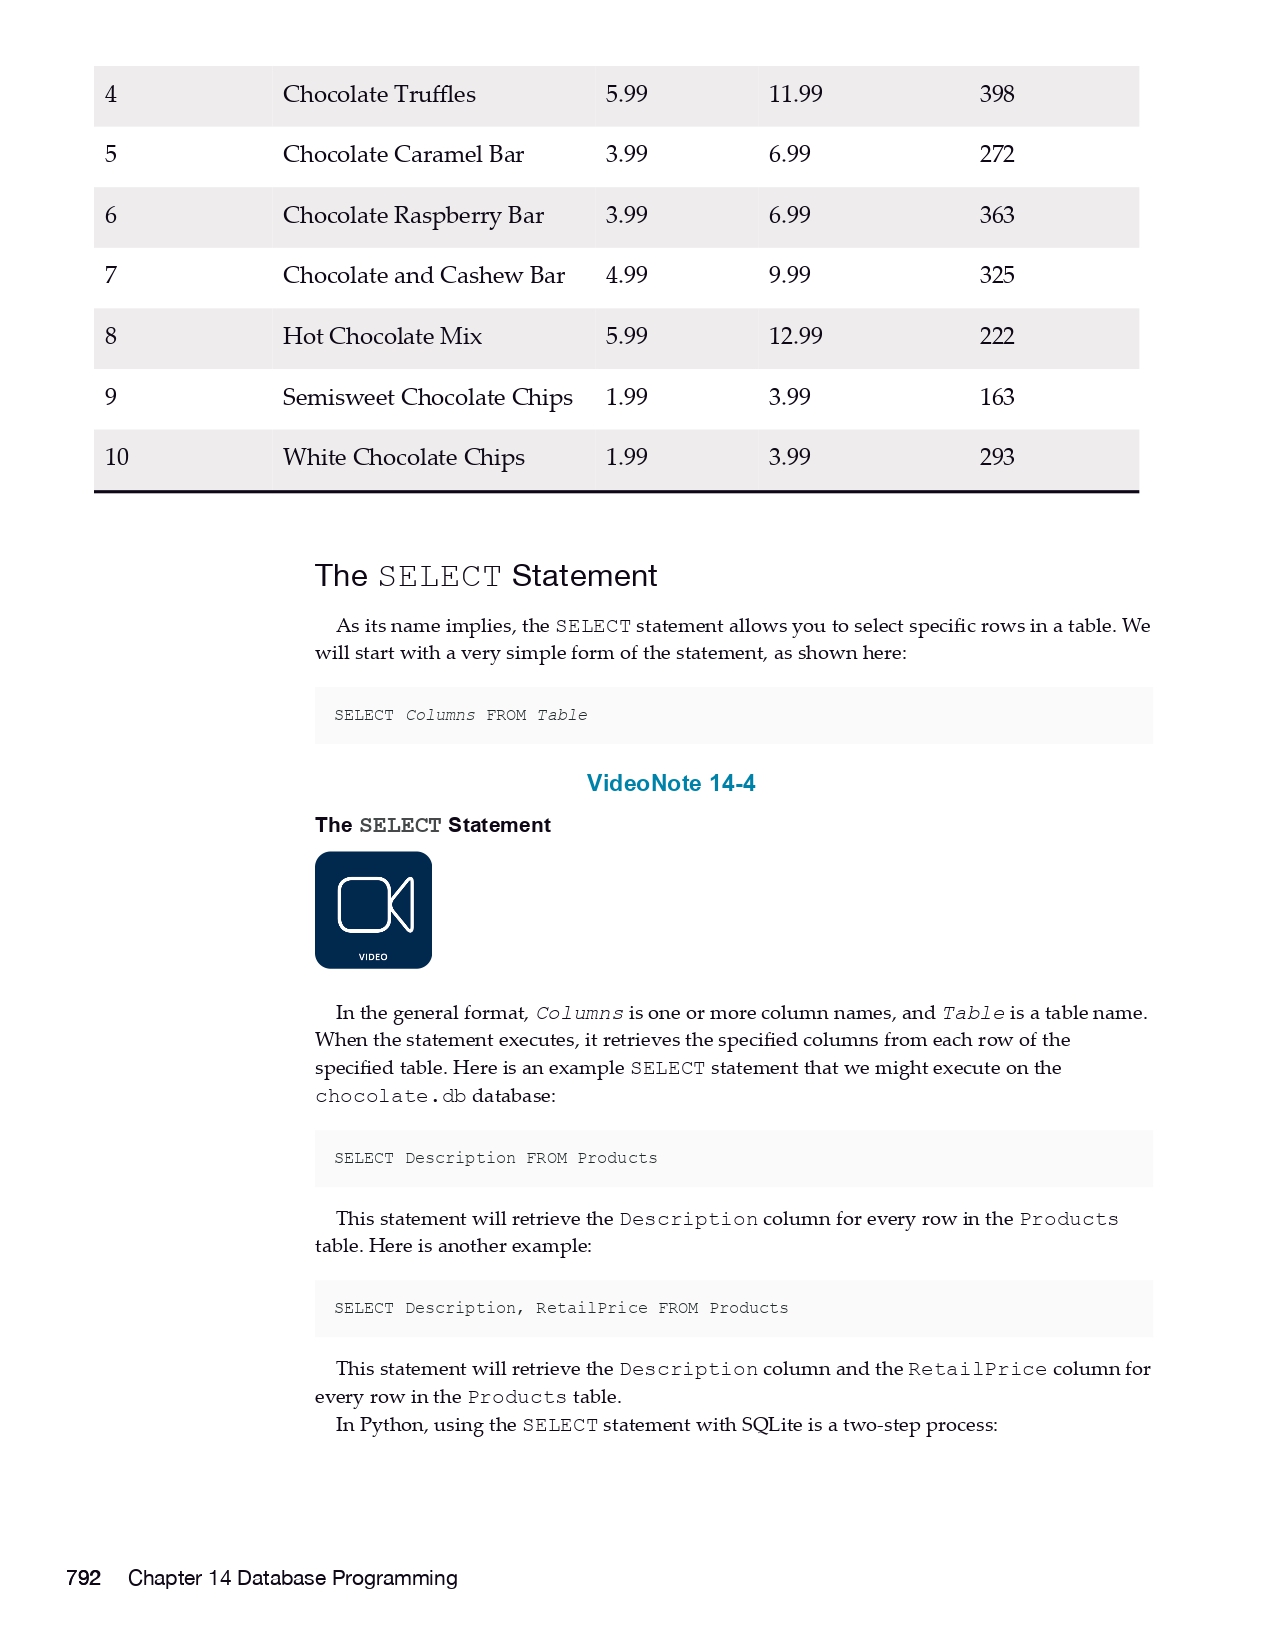 4 Chocolate Truffles 5.99 11.99 398
5 Chocolate Caramel Bar 3.99 6.99 272
6 Chocolate Raspberry Bar 3.99 6.99 363
7 Chocolate and Cashew Bar 4.99 9.99 325
8 Hot Chocolate Mix 5.99 12.99 222
9 Semisweet Chocolate Chips 1.99 3.99 163
10 White Chocolate Chips 1.99 3.99 293
The SELECT Statement
As its name implies, the SELECT statement allows you to select specific rows in a table. We
will start with a very simple form of the statement, as shown here:
SELECT Columns FROM Table
VideoNote 14-4
The SELECT Statement
VIDEO
In the general format, Columns is one or more column names, and Table is a table name.
When the statement executes, it retrieves the specified columns from each row of the
specified table. Here is an example SELECT statement that we might execute on the
chocolate.db database:
SELECT Description FROM Products
This statement will retrieve the Description column for every row in the Products
table. Here is another example:
SELECT Description, RetailPrice FROM Products
This statement will retrieve the Description column and the RetailPrice column for
every row in the Products table.
In Python, using the SELECT statement with SQLite is a two-step process:
792 Chapter 14 Database Programming